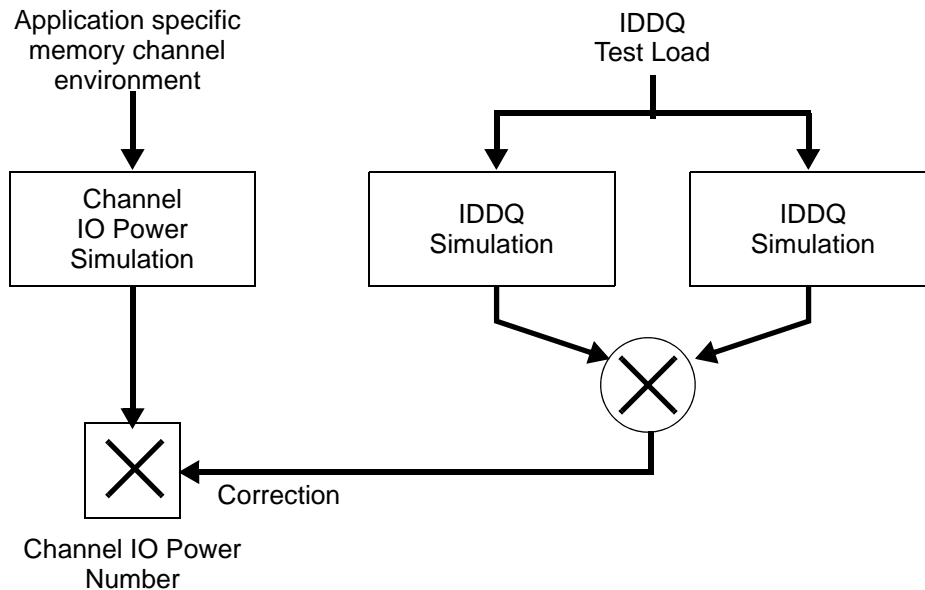 Application specific
memory channel
environment
IDDQ
Test Load
Channel
IO Power
Simulation
IDDQ
Simulation
IDDQ
Simulation
Correction
Channel IO Power
Number